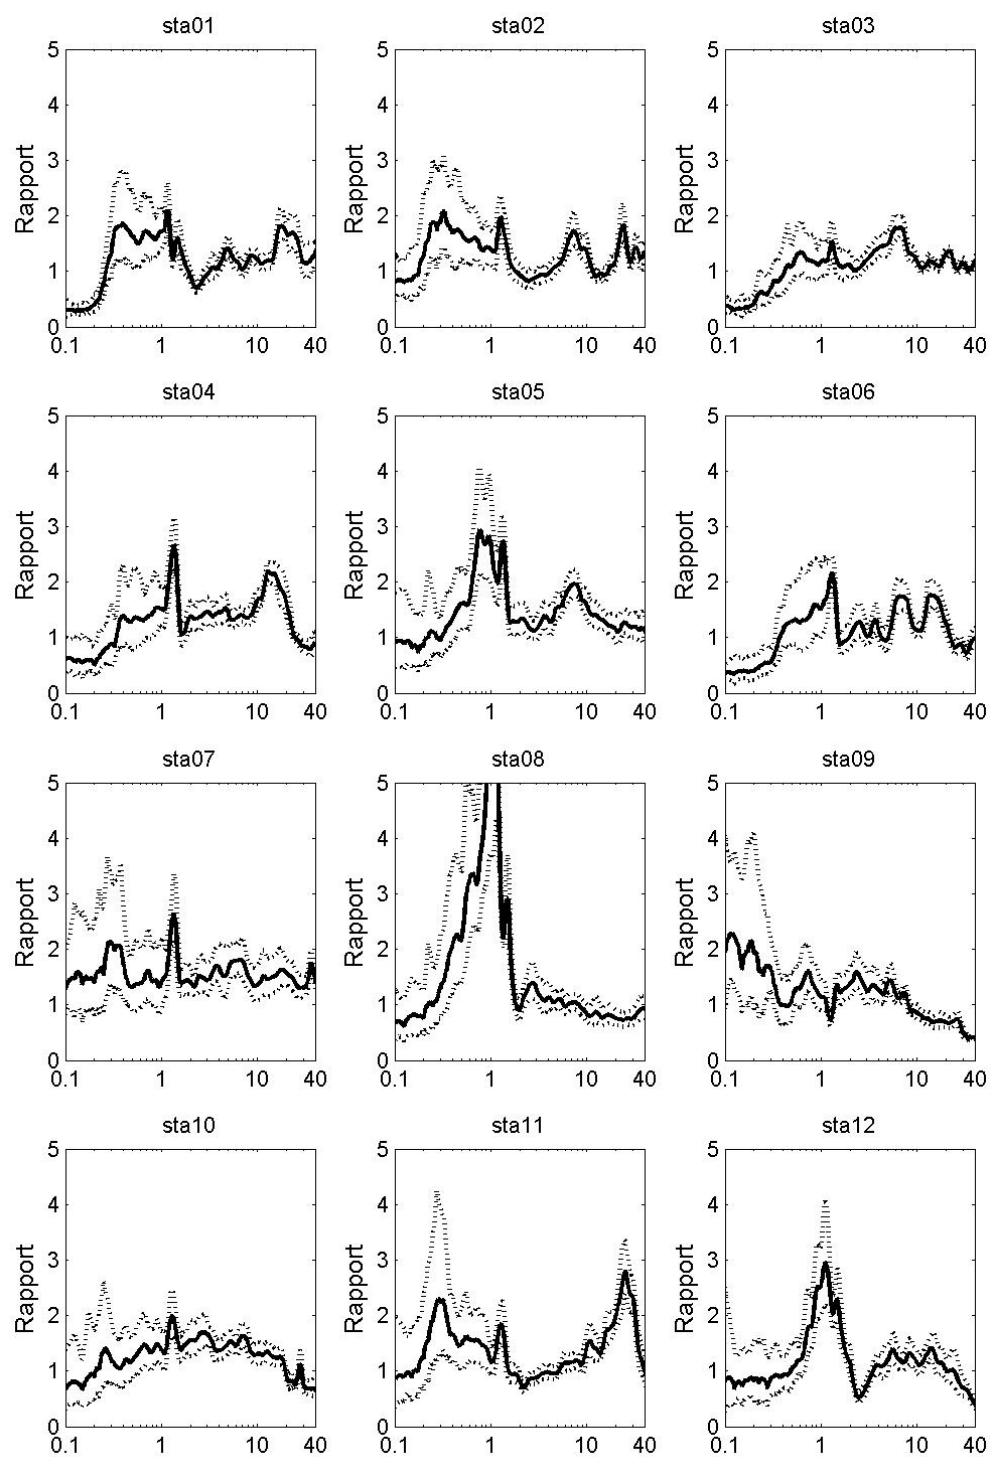 sta01 sta02 sta03
5 5 5
4 4 4
3 3 3
Rapport Rapport Rapport
2 2 2
1 1 1
0 0 0
0.1 1 10 40 0.1 1 10 40 0.1 1 10 40
sta04 sta05 sta06
5 5 5
4 4 4
3 3 3
Rapport Rapport Rapport
2 2 2
1 1 1
0 0 0
0.1 1 10 40 0.1 1 10 40 0.1 1 10 40
sta07 sta08 sta09
5 5 5
4 4 4
3 3 3
Rapport Rapport Rapport
2 2 2
1 1 1
0 0 0
0.1 1 10 40 0.1 1 10 40 0.1 1 10 40
sta10 sta11 sta12
5 5 5
4 4 4
3 3 3
Rapport Rapport Rapport
2 2 2
1 1 1
0 0 0
0.1 1 10 40 0.1 1 10 40 0.1 1 10 40